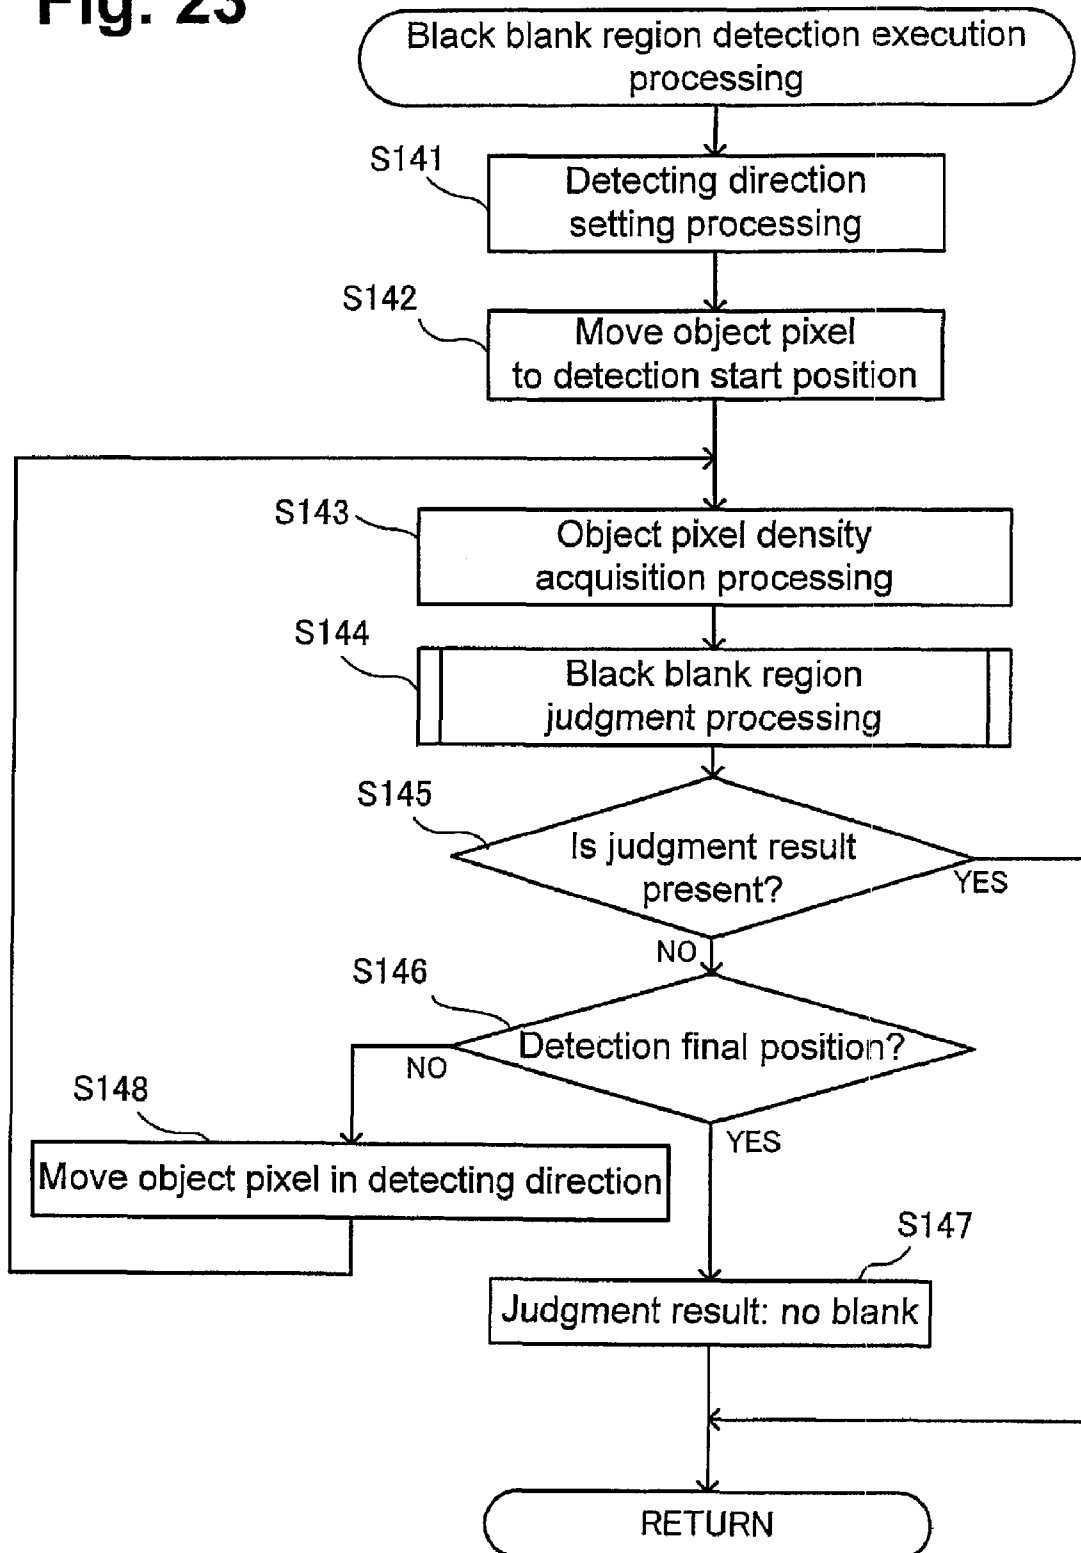 Fig. 23
Black blank region detection execution
processing
S141
Detecting direction
setting processing
S142
Move object pixel
to detection start position
S143
Object pixel density
acquisition processing
S144
Black blank region
judgment processing
S145
Is judgment result
present?
YES
NO
S146
Detection final position?
NO
S148
YES
Move object pixel in detecting direction
S147
Judgment result: no blank
RETURN